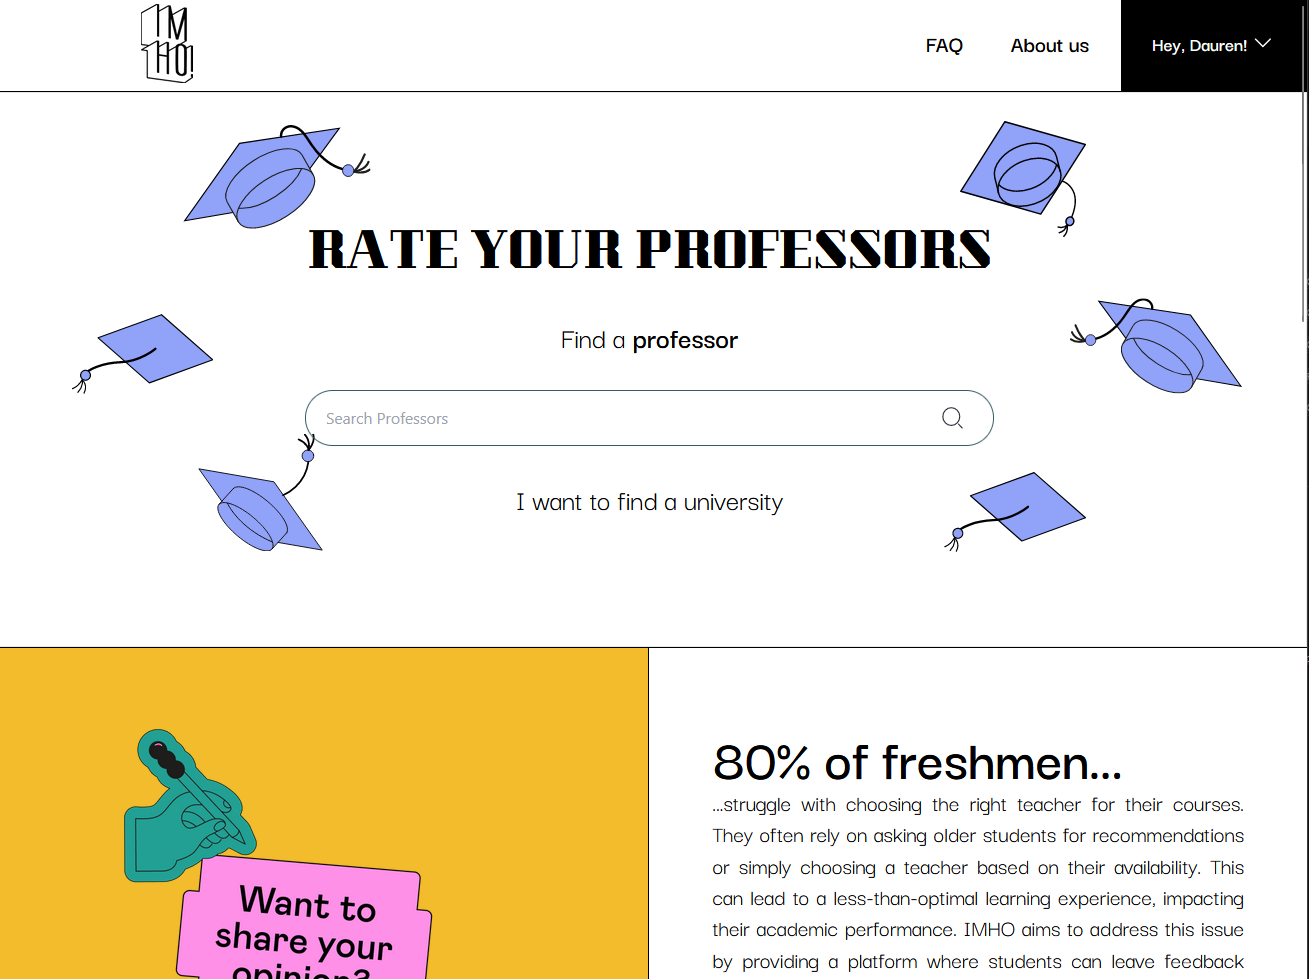 IM
HO!
FAQ
About us
Hey, Dauren!
RATE YOUR PROFESSORS
Find a professor
Search Professors
I want to find a university
80% of freshmen...
...struggle with choosing the right teacher for their courses.
They often rely on asking older students for recommendations
or simply choosing a teacher based on their availability. This
can lead to a less-than-optimal learning experience, impacting
their academic performance. IMHO aims to address this issue
by providing a platform where students can leave feedback
Want to
share your
opinion?